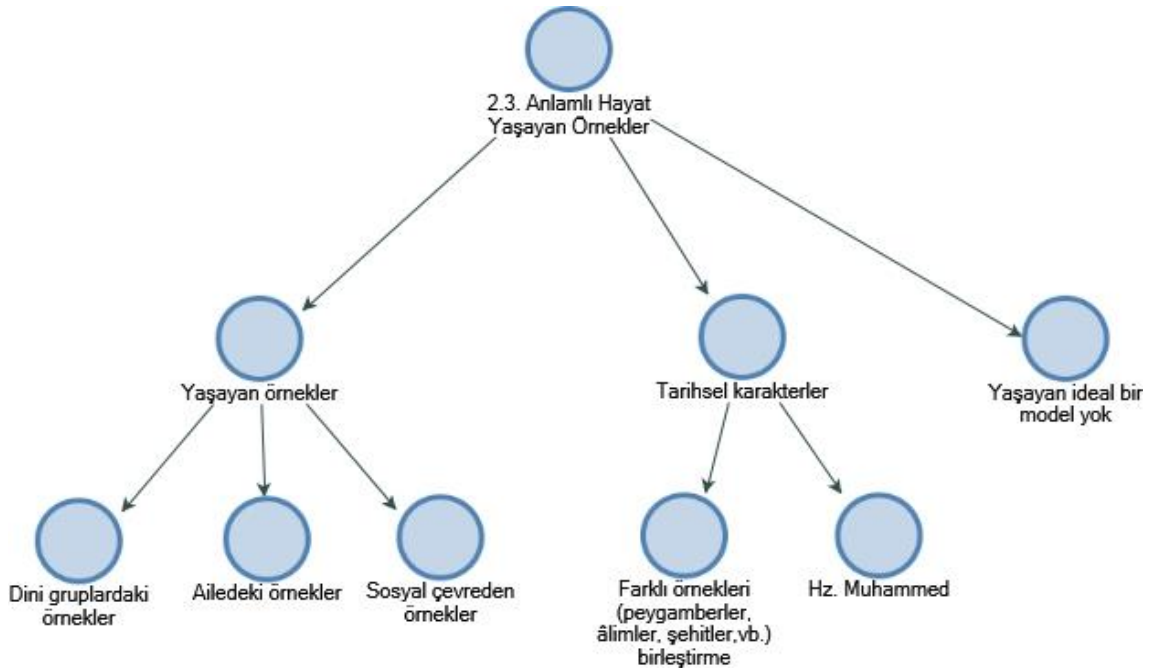 2.3. Anlamlı Hayat
Yaşayan Örnekler
Yaşayan örnekler
Tarihsel karakterler
Yaşayan ideal bir
model yok
Dini gruplardaki
örnekler
Ailedeki örnekler
Sosyal çevreden
örnekler
Farklı örnekleri
(peygamberler,
âlimler, şehitler,vb.)
birleştirme
Hz. Muhammed